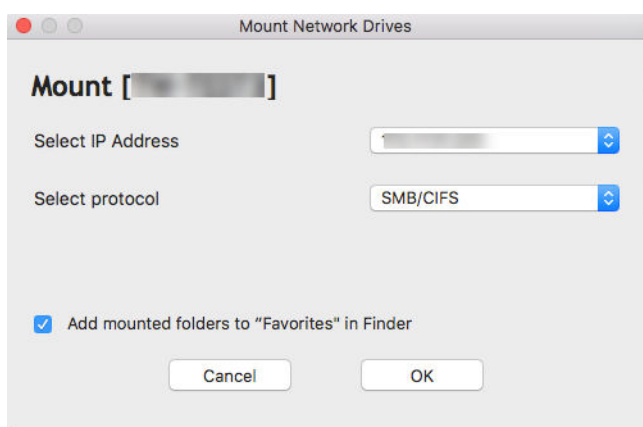 Mount Network Drives
Mount [ ]
Select IP Address
Select protocol SMB/CIFS
Add mounted folders to “Favorites" in Finder
Cancel OK